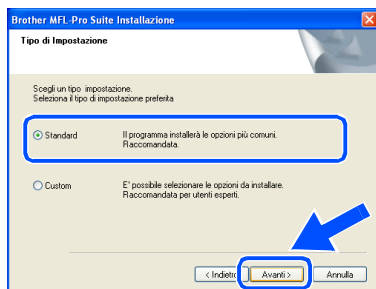 Brother MFL-Pro Suite Installazione
Tipo di Impostazione
Scegli un tipo impostazione.
Seleziona il tipo di impostazione preferita
Standard
Il programma installerà le opzioni più comuni.
Raccomandata.
Custom
E' possibile selezionare le opzioni da installare.
Raccomandata per utenti esperti.
< Indietro
Avanti >
Annulla